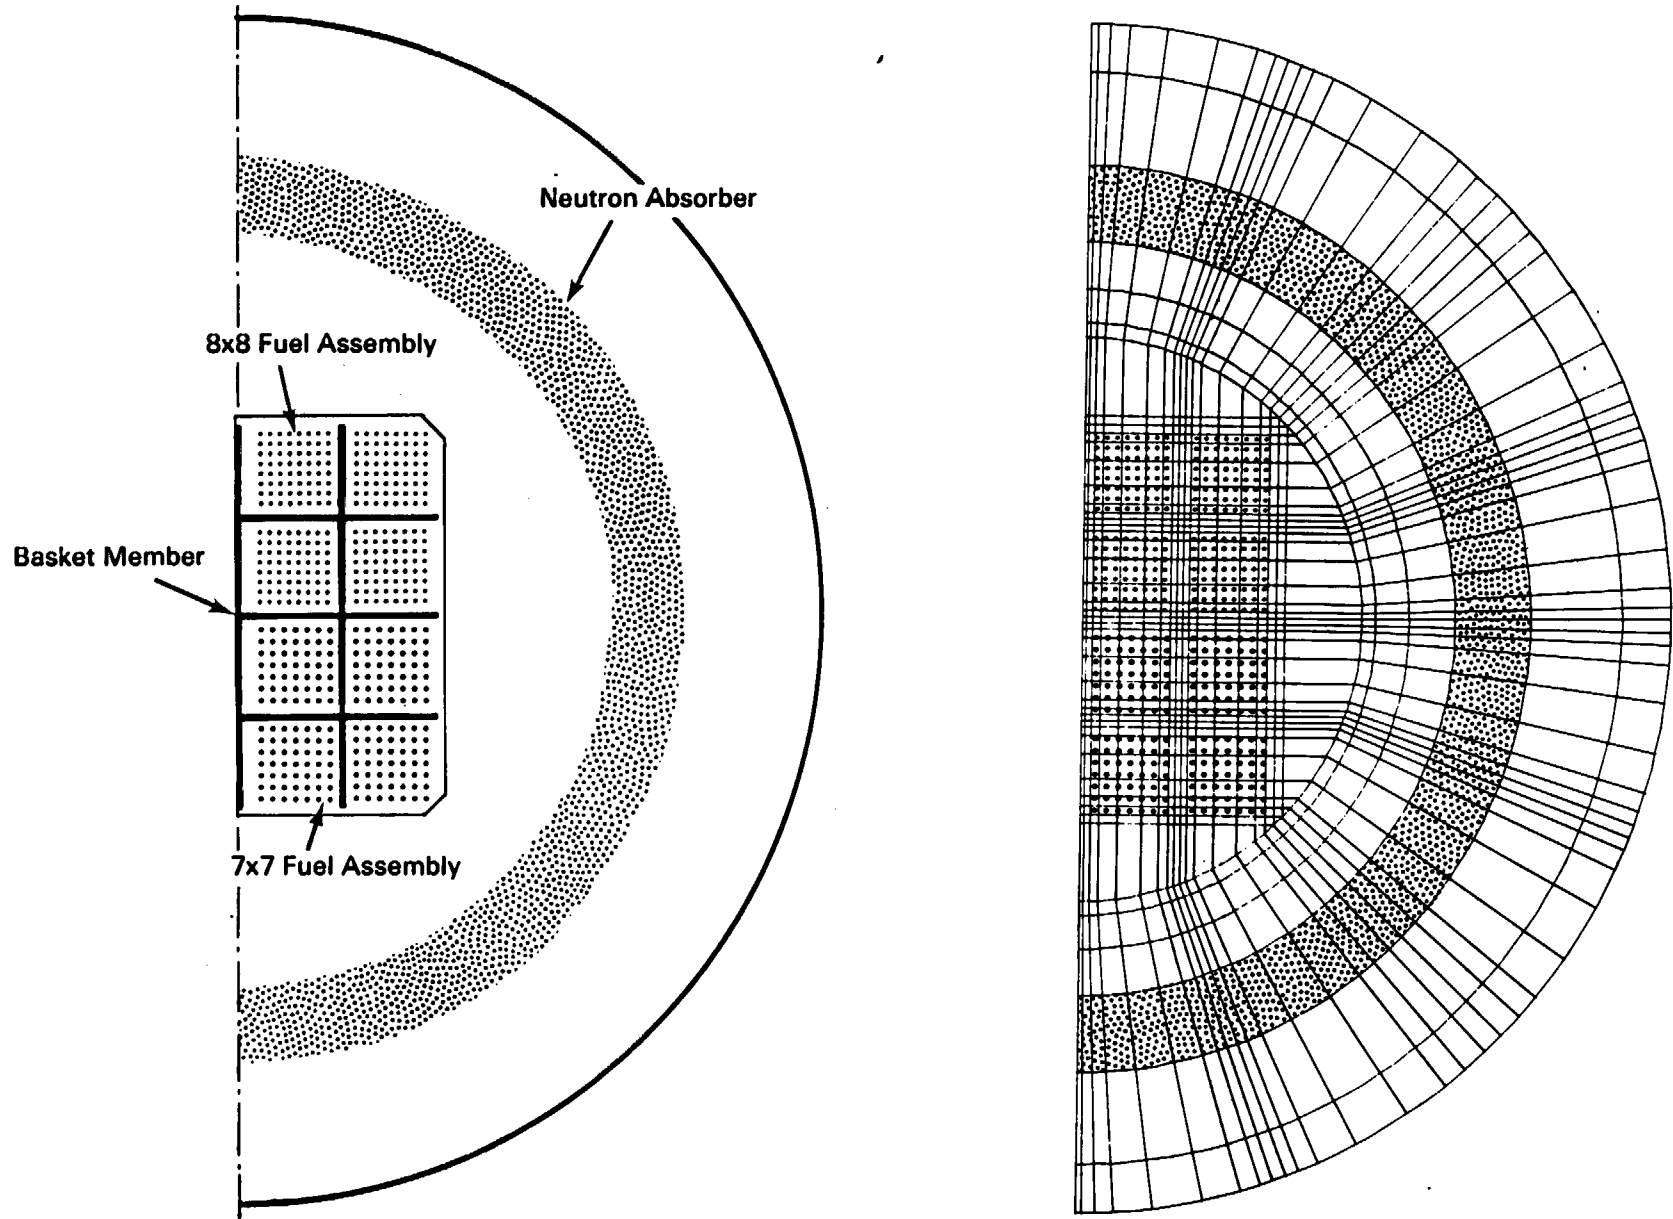 Neutron Absorber
8x8 Fuel Assembly
Basket Member
7x7 Fuel Assembly